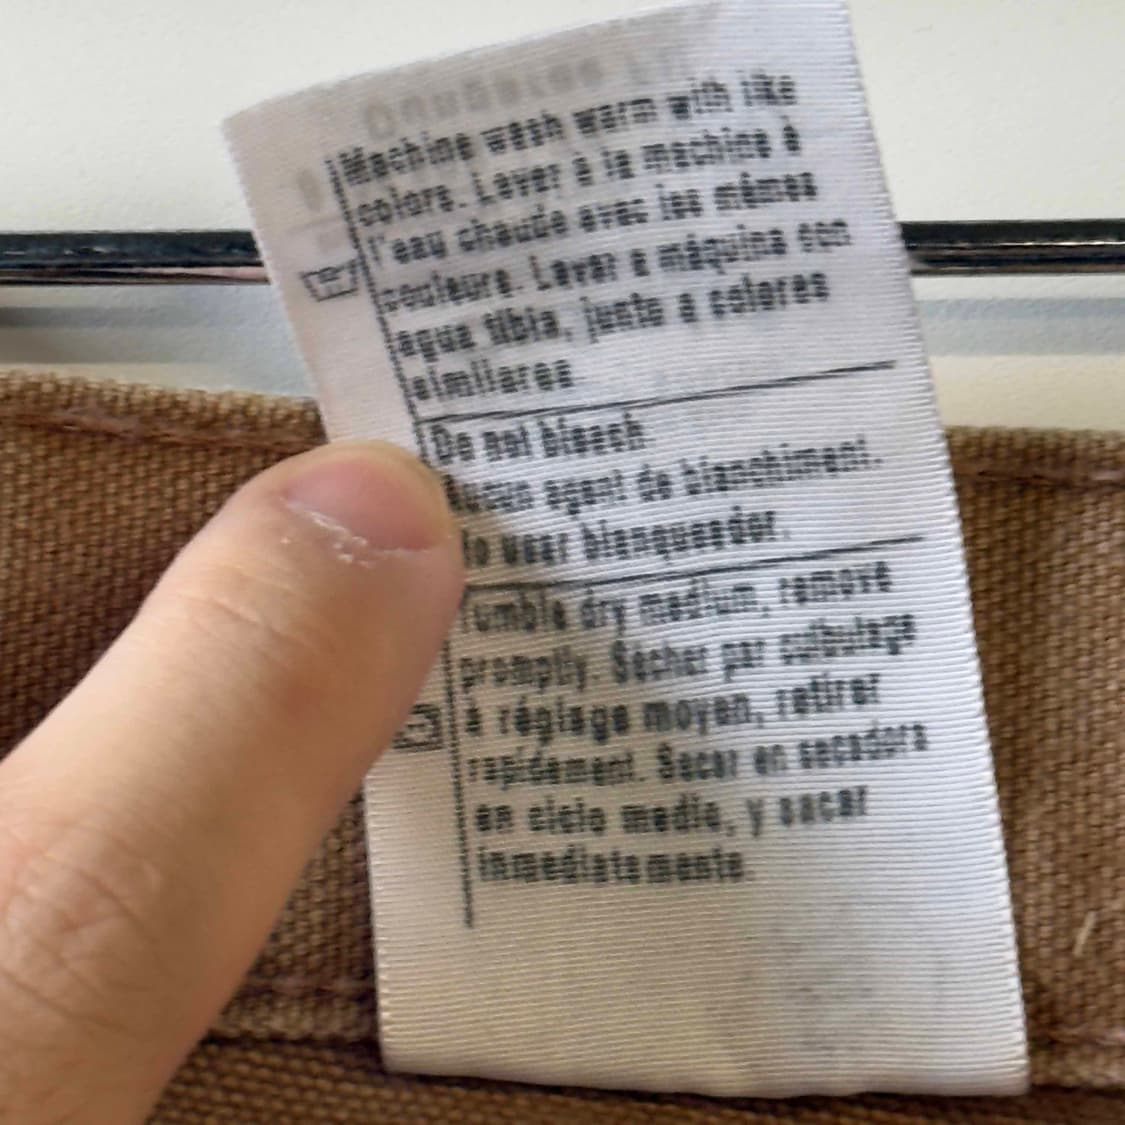 Machine wash warm with like
colors. Laver à la machine à
l'eau chaude avec les mêmes
couleurs. Lavar a máquina con
agua tibia, junto a colores
similares
Do not bleach.
agent de blanchiment.
usar blanqueador.
Tumble dry medium, remove
promptly. Sécher par culbutage
à réglage moyen, retirer
rapidement. Secar en secadora
en ciclo medio, y sacar
inmediatamente.